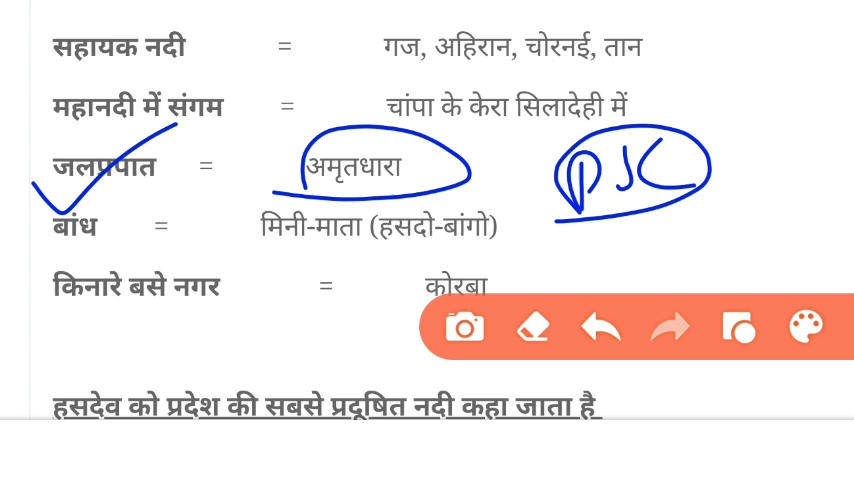 सहायक नदी = गज, अहिरान, चोरनई, तान
महानदी में संगम = चांपा के केरा सिलादेही में
जलप्रपात = अमृतधारा PSC
बांध = मिनी-माता (हसदो-बांगो)
किनारे बसे नगर = कोरबा
हसदेव को प्रदेश की सबसे प्रदूषित नदी कहा जाता है